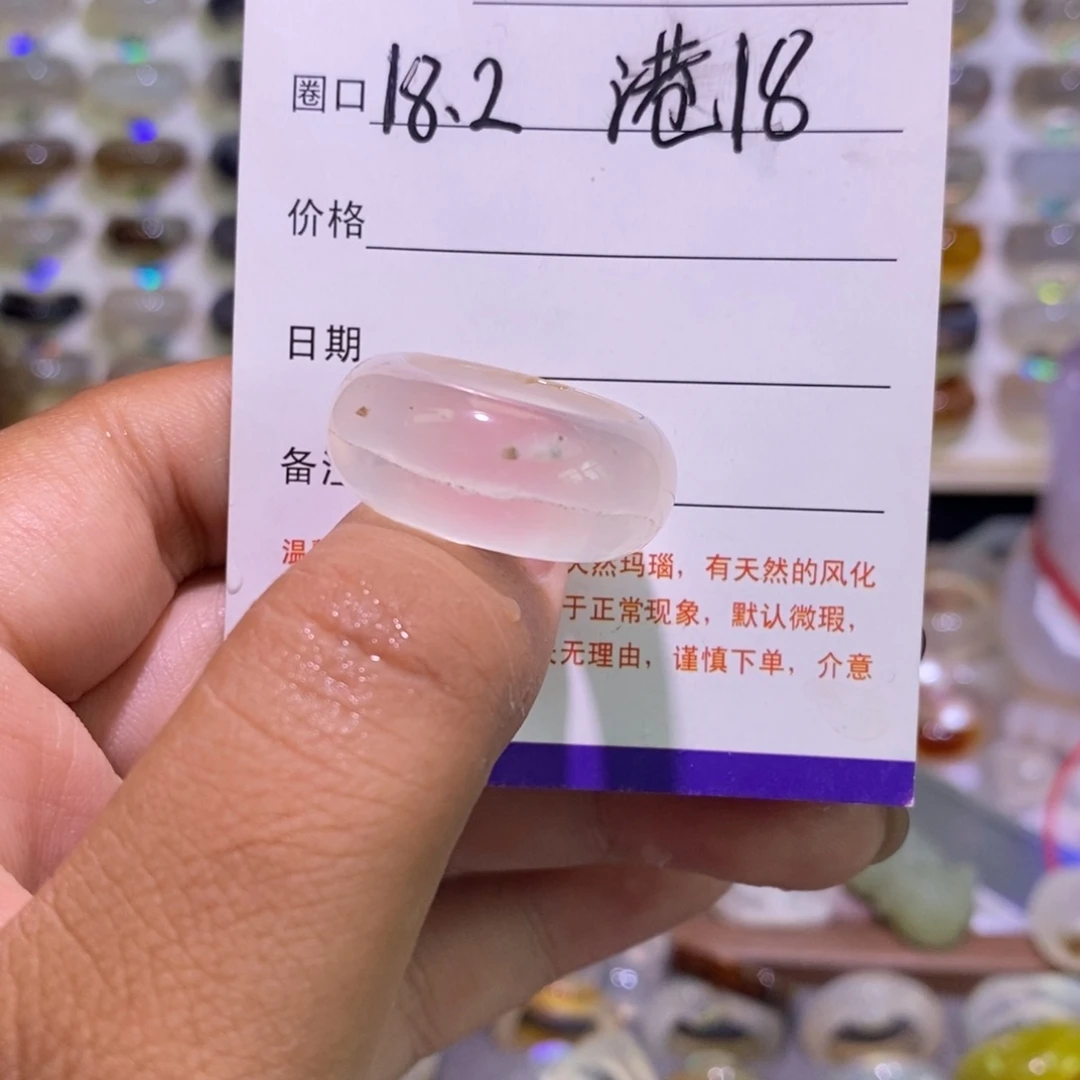 圈口 18.2 港18
价格
日期
备注
温 天然玛瑙，有天然的风化
于正常现象，默认微瑕，
无理由，谨慎下单，介意